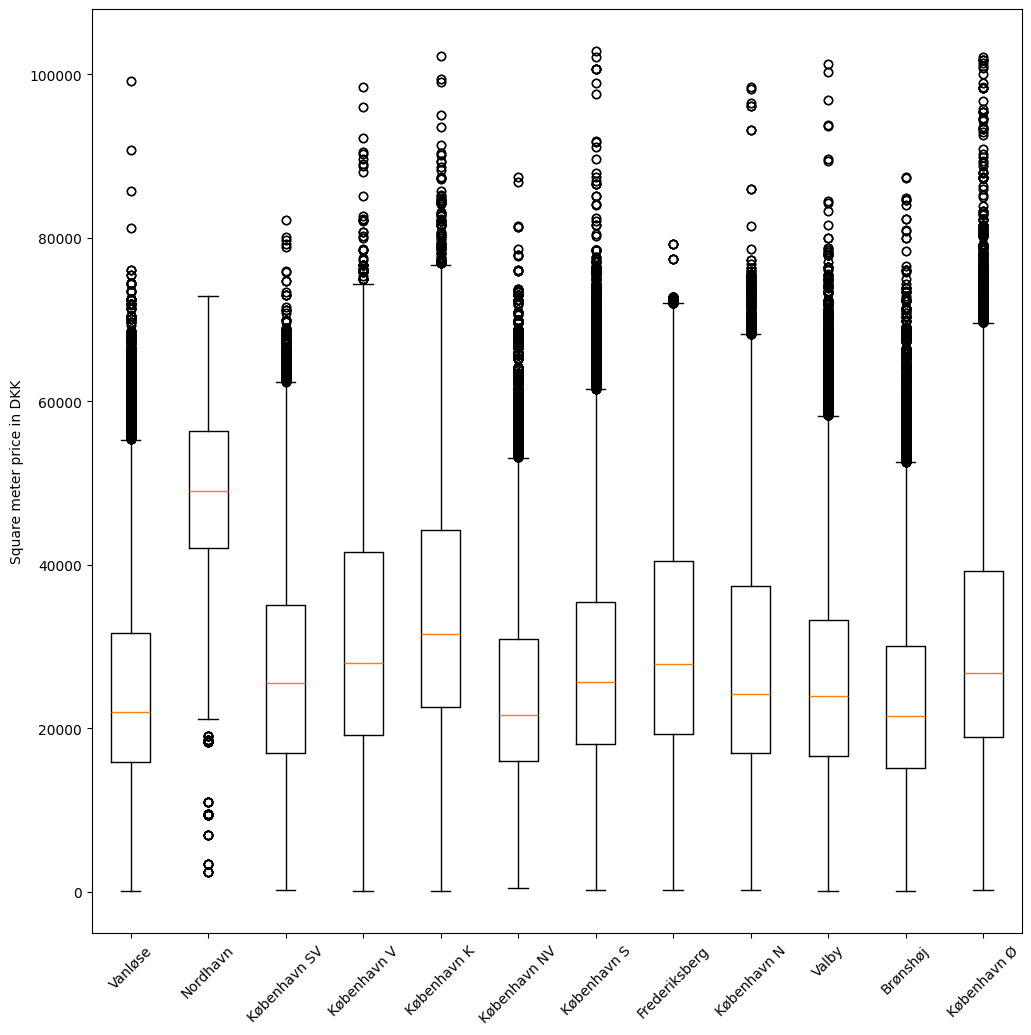 100000
80000
60000
40000
20000
0
Square meter price in DKK
Vanløse
Nordhavn
København SV
København V
København K
København NV
København S
Frederiksberg
København N
Valby
Brønshøj
København Ø